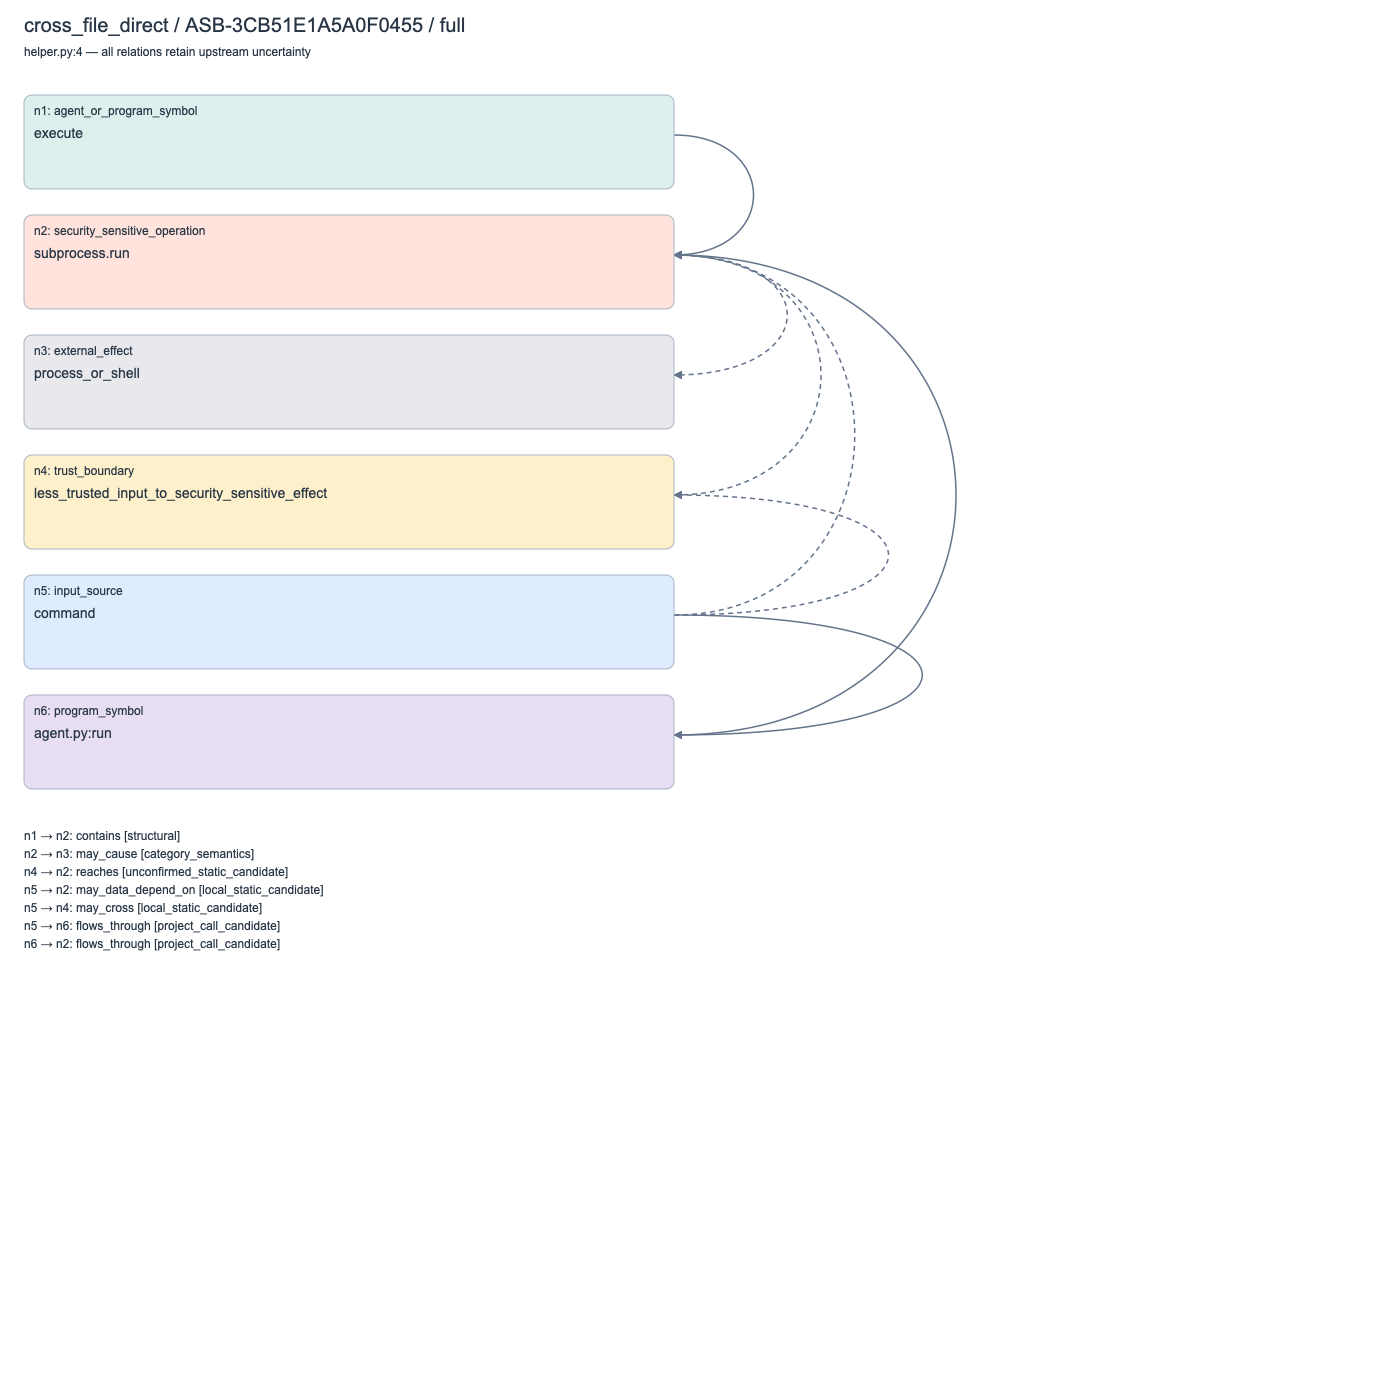 cross_file_direct / ASB-3CB51E1A5A0F0455 / full
helper.py:4 — all relations retain upstream uncertainty
n1: agent_or_program_symbol
execute
n2: security_sensitive_operation
subprocess.run
n3: external_effect
process_or_shell
n4: trust_boundary
less_trusted_input_to_security_sensitive_effect
n5: input_source
command
n6: program_symbol
agent.py:run
n1 → n2: contains [structural]
n2 → n3: may_cause [category_semantics]
n4 → n2: reaches [unconfirmed_static_candidate]
n5 → n2: may_data_depend_on [local_static_candidate]
n5 → n4: may_cross [local_static_candidate]
n5 → n6: flows_through [project_call_candidate]
n6 → n2: flows_through [project_call_candidate]